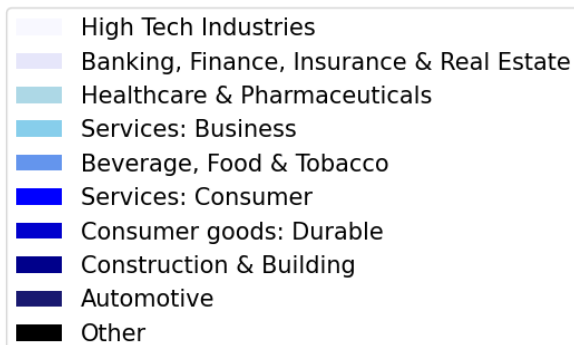 High Tech Industries
Banking, Finance, Insurance & Real Estate
Healthcare & Pharmaceuticals
Services: Business
Beverage, Food & Tobacco
Services: Consumer
Consumer goods: Durable
Construction & Building
Automotive
Other